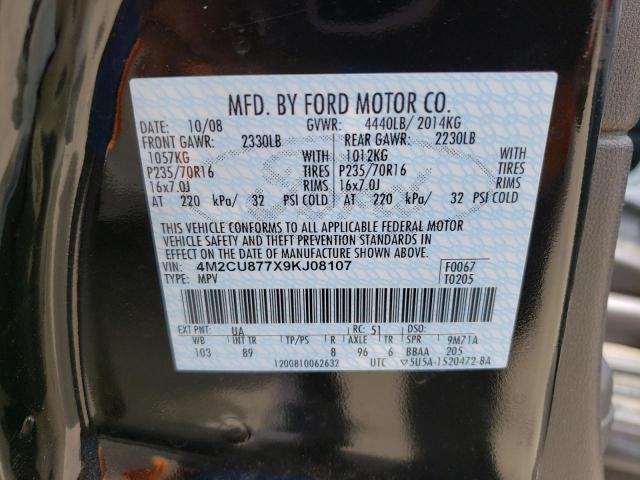 MFD. BY FORD MOTOR CO.
DATE: 10/08 GVWR: 4440LB/ 2014KG
FRONT GAWR: 2330LB REAR GAWR: 2230LB
1057KG WITH 1012KG WITH
P235/70R16 TIRES P235/70R16 TIRES
16x7.0J RIMS 16x7.0J RIMS
AT 220 kPa/ 32 PSI COLD AT 220 kPa/ 32 PSI COLD
THIS VEHICLE CONFORMS TO ALL APPLICABLE FEDERAL MOTOR
VEHICLE SAFETY AND THEFT PREVENTION STANDARDS IN
EFFECT ON THE DATE OF MANUFACTURE SHOWN ABOVE.
VIN: 4M2CU877X9KJ08107 F0067
TYPE: MPV T0205
EXT PNT: UA RC: 51 DSO:
WB INT TR TP/PS R AXLE TR SPR 9M71A
103 89 8 96 6 BBAA 205
1200810062632 UTC ▽5U5A-1520472-BA